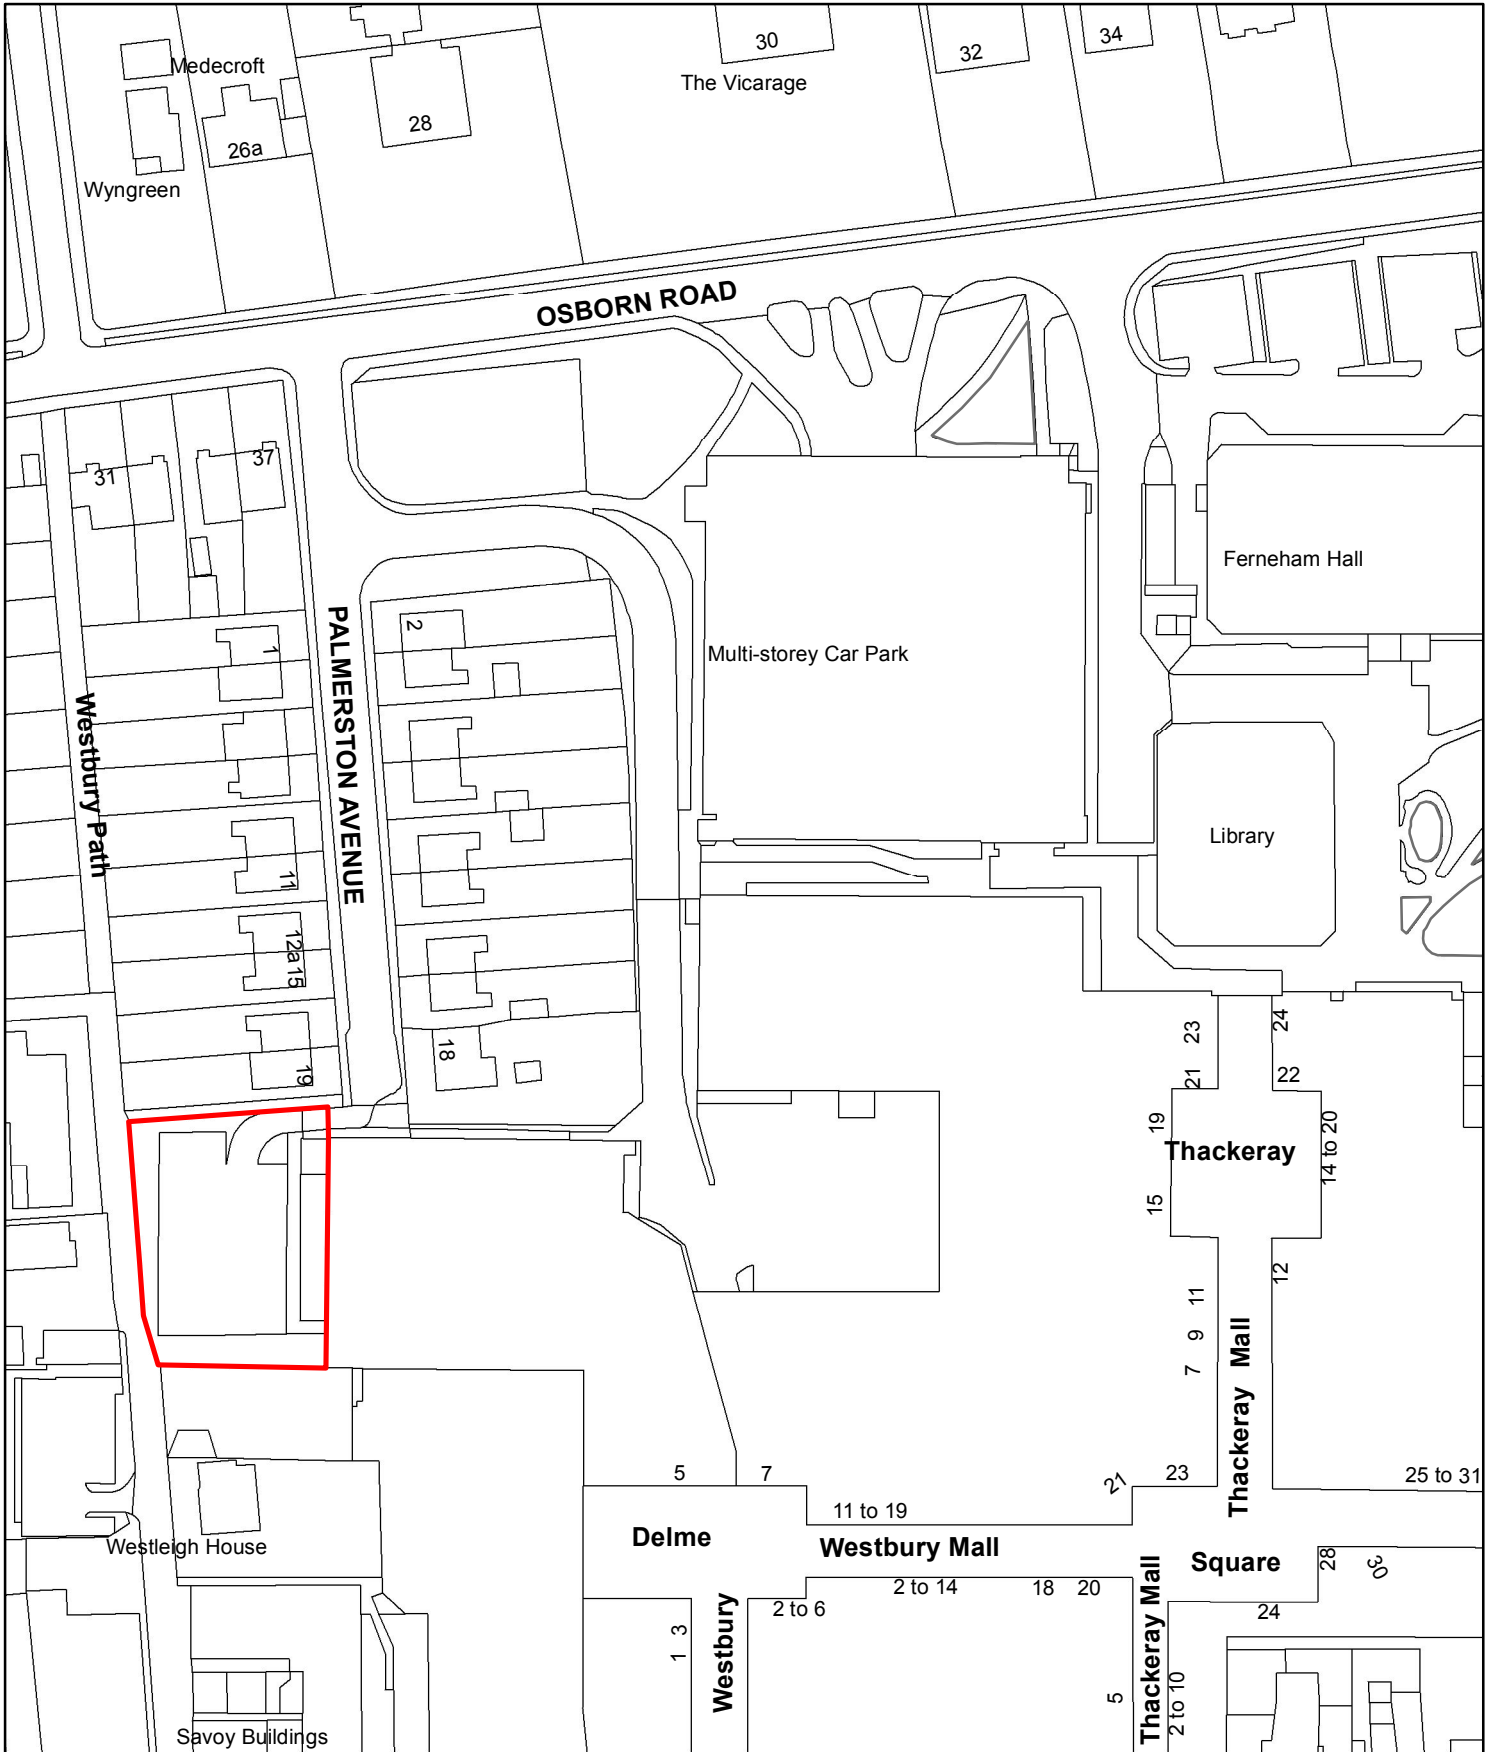 30
34
32
Medecroft
The Vicarage
28
26a
Wyngreen
OSBORN ROAD
37
31
Ferneham Hall
2
1
PALMERSTON AVENUE
Multi-storey Car Park
Westbury Path
Library
11
12a
15
23
24
18
19
21
22
19
14 to 20
Thackeray
15
12
11
9
7
Thackeray Mall
5
7
21
23
25 to 31
11 to 19
Delme
Westbury Mall
Westleigh House
Square
28
30
2 to 14
18
20
2 to 6
24
3
1
Westbury
Thackeray Mall
5
2 to 10
Savoy Buildings